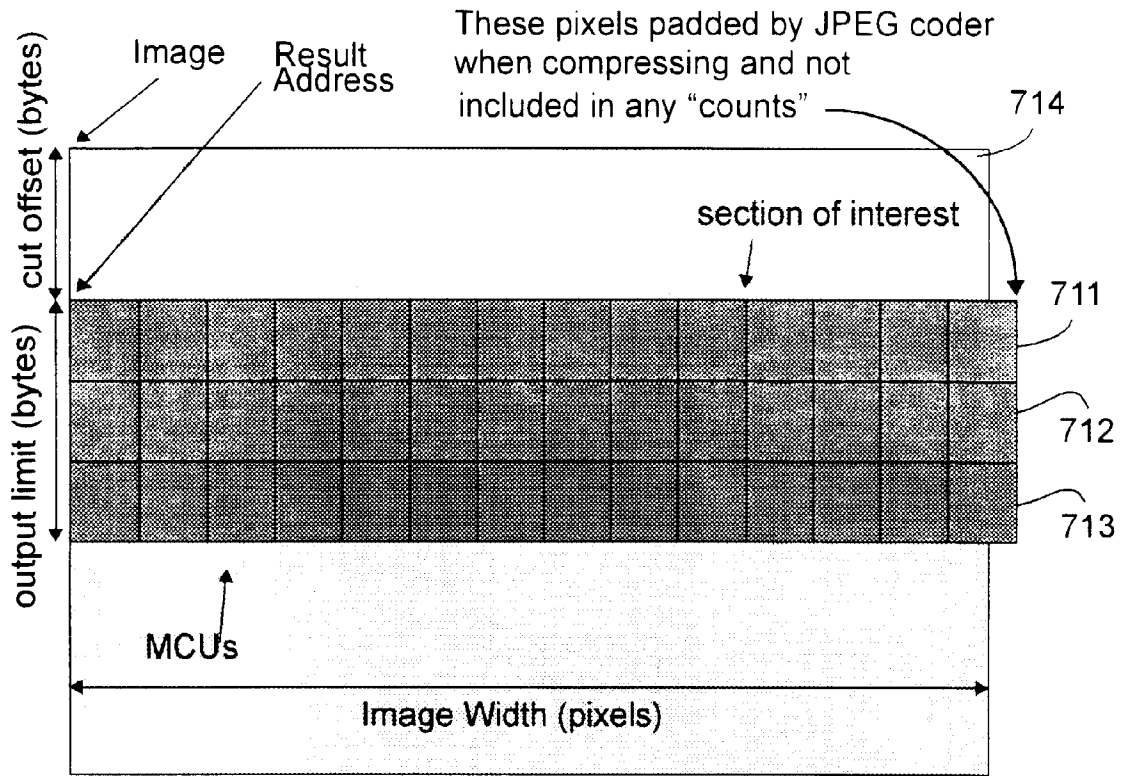 These pixels padded by JPEG coder
when compressing and not
included in any “counts”
Image
Result
Address
714
cut offset (bytes)
section of interest
711
output limit (bytes)
712
713
MCUs
Image Width (pixels)